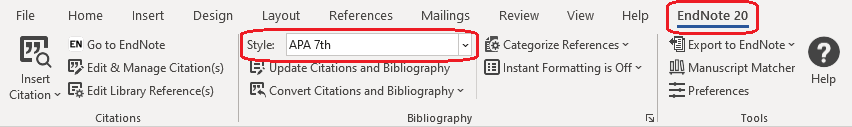 File Home Insert Design Layout References Mailings Review View Help EndNote 20
EN Go to EndNote Style: APA 7th Categorize References Export to EndNote
Insert Citation Edit & Manage Citation(s) Update Citations and Bibliography Instant Formatting is Off Manuscript Matcher Help
Edit Library Reference(s) Convert Citations and Bibliography Preferences
Citations Bibliography Tools